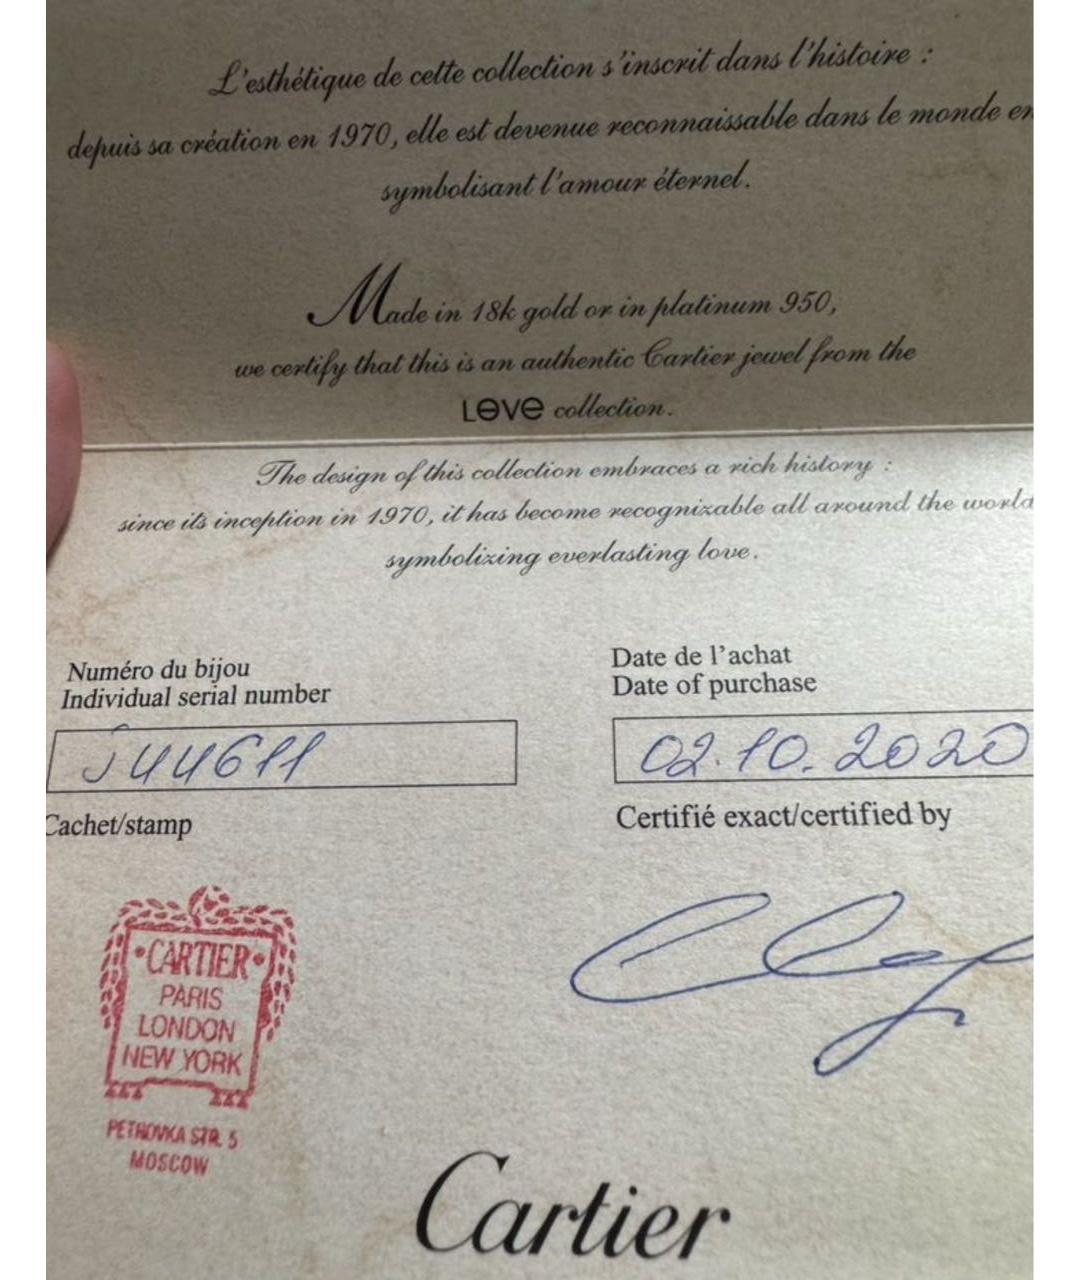 L'esthétique de cette collection s'inscrit dans l'histoire :
depuis sa création en 1970, elle est devenue reconnaissable dans le monde en
symbolisant l'amour éternel.
Made in 18k gold or in platinum 950,
we certify that this is an authentic Cartier jewel from the
LOVE collection.
The design of this collection embraces a rich history :
since its inception in 1970, it has become recognizable all around the world
symbolizing everlasting love.
Numéro du bijou
Individual serial number
J44611
Date de l'achat
Date of purchase
02.10.2020
Cachet/stamp
Certifié exact/certified by
•CARTIER•
PARIS
LONDON
NEW YORK
PETROVKA STR. 5
MOSCOW
Cartier